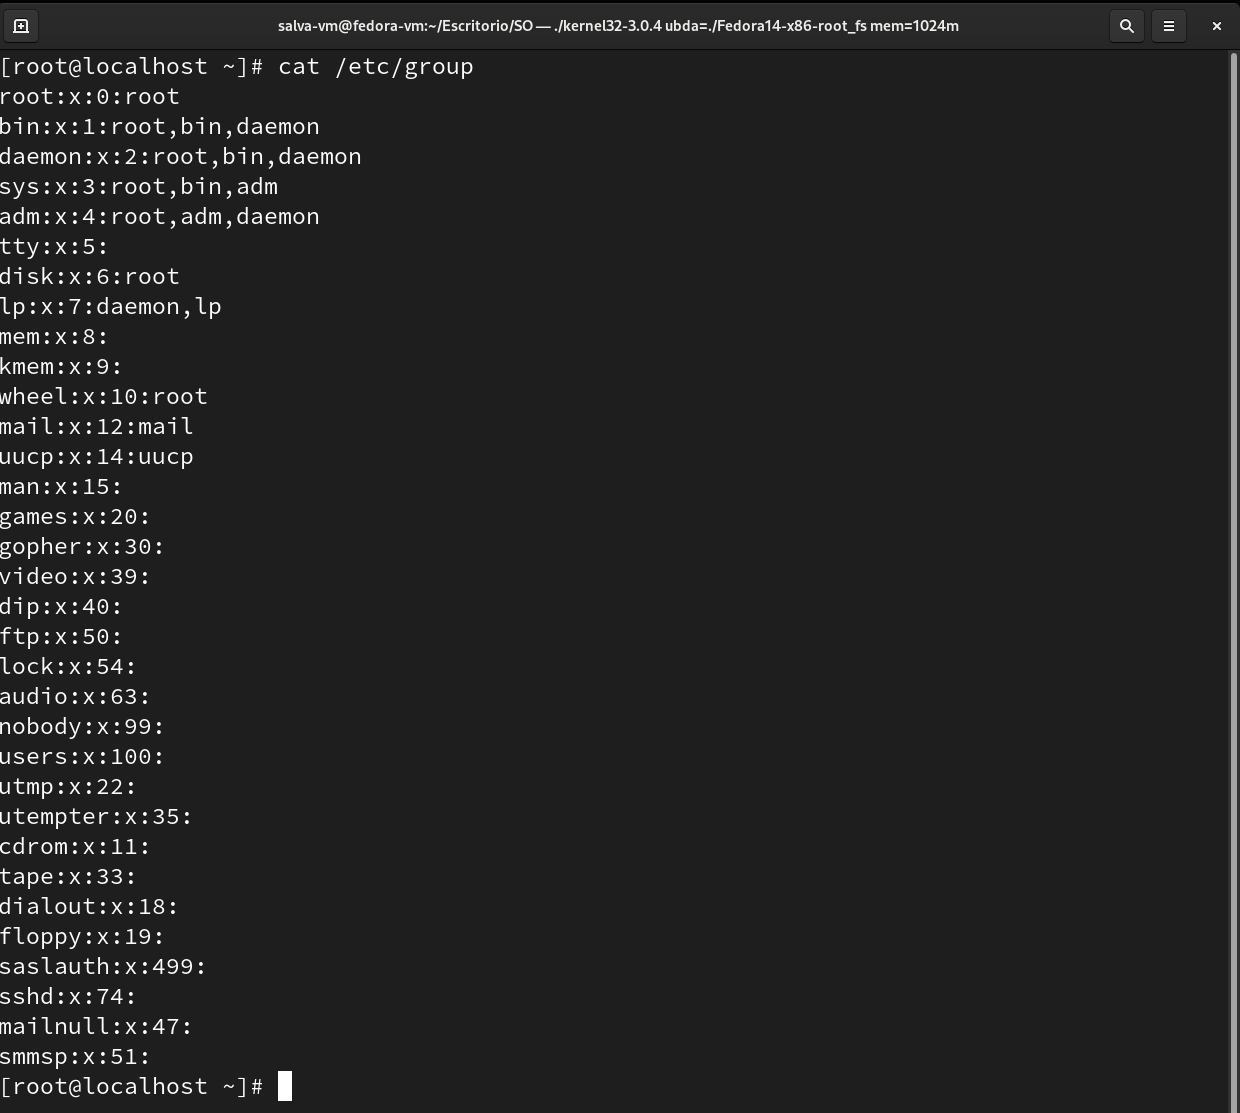 salva-vm@fedora-vm:~/Escritorio/SO — ./kernel32-3.0.4 ubda=./Fedora14-x86-root_fs mem=1024m
[root@localhost ~]# cat /etc/group
root:x:0:root
bin:x:1:root,bin,daemon
daemon:x:2:root,bin,daemon
sys:x:3:root,bin,adm
adm:x:4:root,adm,daemon
tty:x:5:
disk:x:6:root
lp:x:7:daemon,lp
mem:x:8:
kmem:x:9:
wheel:x:10:root
mail:x:12:mail
uucp:x:14:uucp
man:x:15:
games:x:20:
gopher:x:30:
video:x:39:
dip:x:40:
ftp:x:50:
lock:x:54:
audio:x:63:
nobody:x:99:
users:x:100:
utmp:x:22:
utempter:x:35:
cdrom:x:11:
tape:x:33:
dialout:x:18:
floppy:x:19:
saslauth:x:499:
sshd:x:74:
mailnull:x:47:
smmsp:x:51:
[root@localhost ~]#